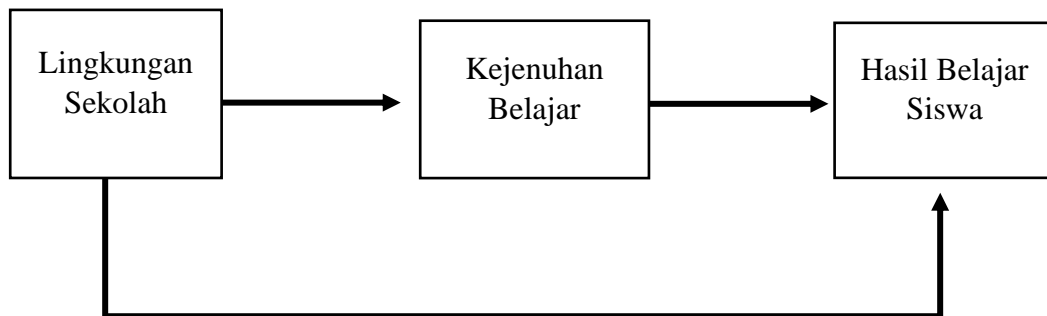 Lingkungan
Sekolah
Kejenuhan
Belajar
Hasil Belajar
Siswa